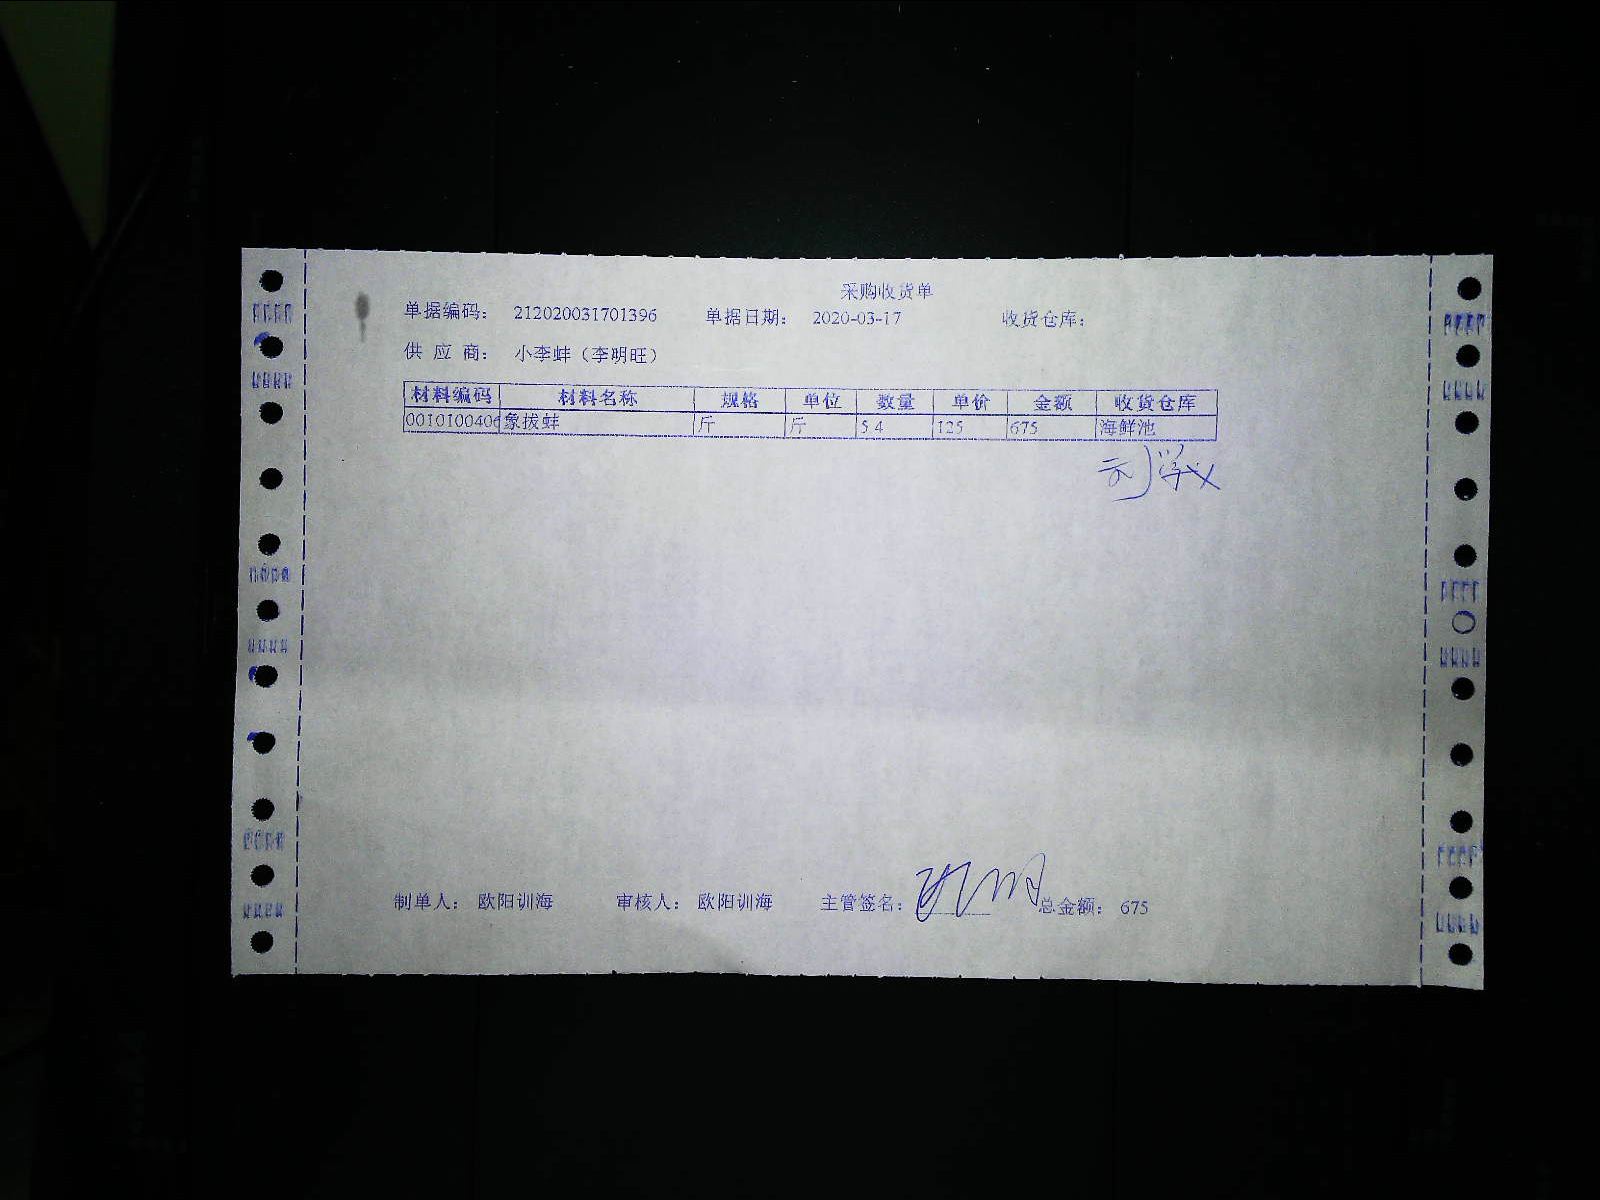 采购收货单
单据编码： 212020031701396 单据日期： 2020-03-17 收货仓库：
供 应 商： 小李蚌（李明旺）
材料编码 材料名称 规格 单位 数量 单价 金额 收货仓库
0010100406 象拔蚌 斤 斤 5.4 125 675 海鲜池
刘学义
制单人： 欧阳训海 审核人： 欧阳训海 主管签名： 总金额： 675